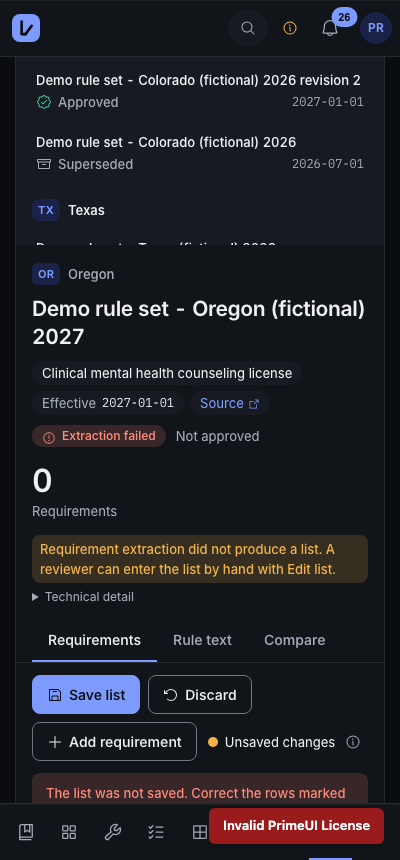 26
PR
Demo rule set - Colorado (fictional) 2026 revision 2
Approved 2027-01-01
Demo rule set - Colorado (fictional) 2026
Superseded 2026-07-01
TX Texas
OR Oregon
Demo rule set - Oregon (fictional)
2027
Clinical mental health counseling license
Effective 2027-01-01 Source
Extraction failed Not approved
0
Requirements
Requirement extraction did not produce a list. A
reviewer can enter the list by hand with Edit list.
Technical detail
Requirements Rule text Compare
Save list Discard
Add requirement Unsaved changes
The list was not saved. Correct the rows marked
Invalid PrimeUI License